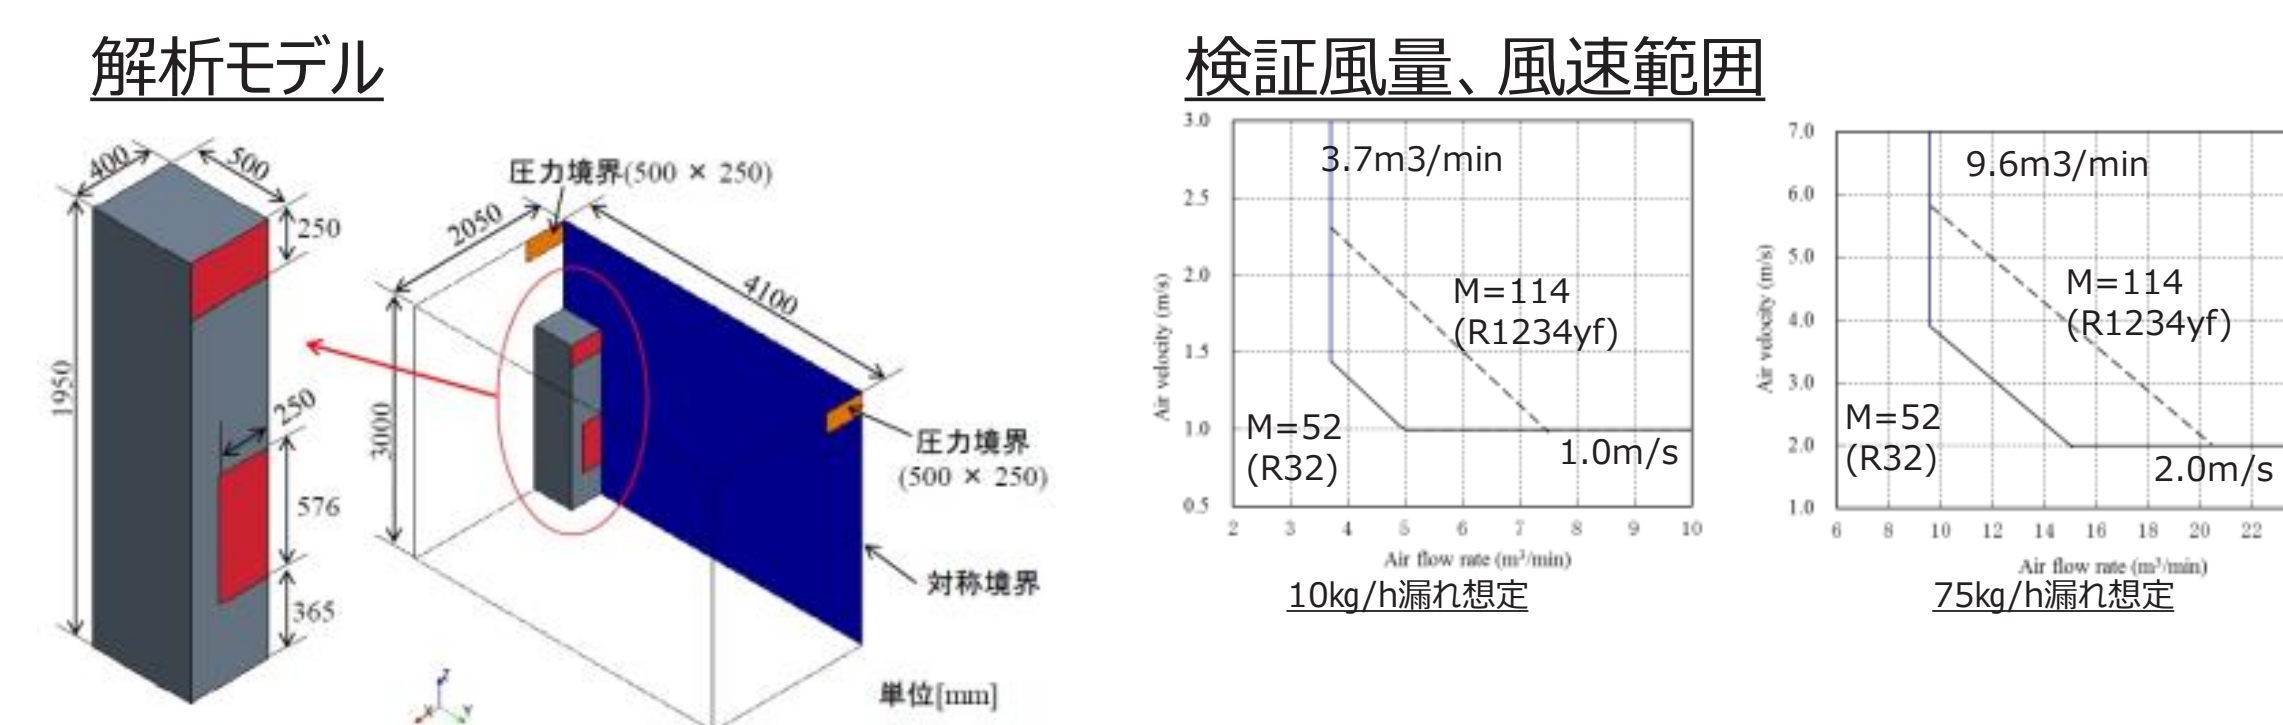 解析モデル
400
500
250
1950
250
576
365
圧力境界(500 × 250)
2050
4100
3000
圧力境界
(500 × 250)
対称境界
単位[mm]
Z
X
Y
検証風量、風速範囲
3.0
2.5
2.0
1.5
1.0
0.5
Air velocity (m/s)
3.7m3/min
M=114
(R1234yf)
M=52
(R32)
1.0m/s
2 3 4 5 6 7 8 9 10
Air flow rate (m³/min)
10kg/h漏れ想定
7.0
6.0
5.0
4.0
3.0
2.0
1.0
Air velocity (m/s)
9.6m3/min
M=114
(R1234yf)
M=52
(R32)
2.0m/s
6 8 10 12 14 16 18 20 22
Air flow rate (m³/min)
75kg/h漏れ想定